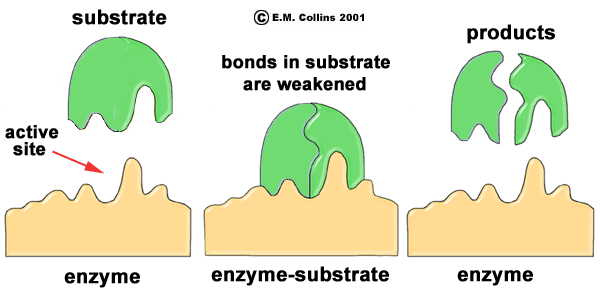 © E.M. Collins 2001
substrate
active
site
enzyme
bonds in substrate
are weakened
enzyme-substrate
products
enzyme